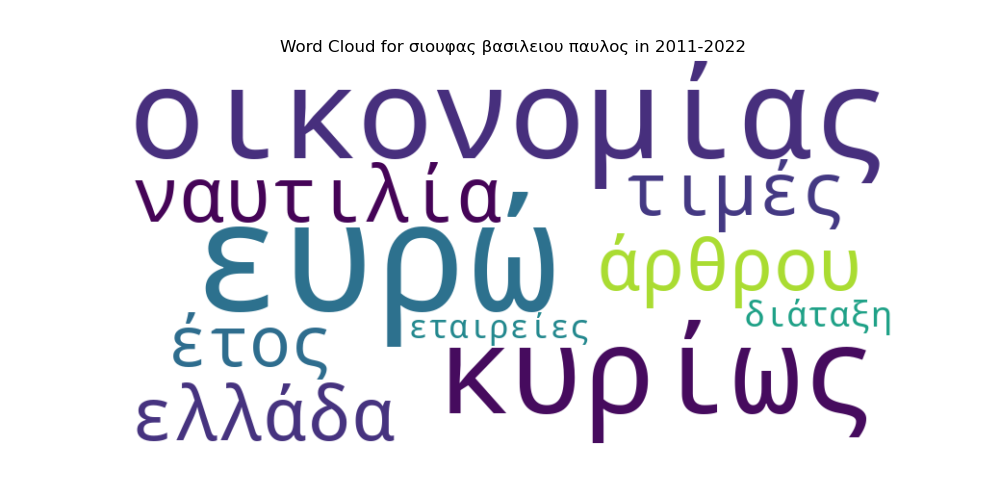 Word Cloud for σιουφας βασιλειου παυλος in 2011-2022
οικονομίας
ναυτιλία τιμές
ευρώ άρθρου
διάταξη
έτος εταιρείες
κυρίως
ελλάδα